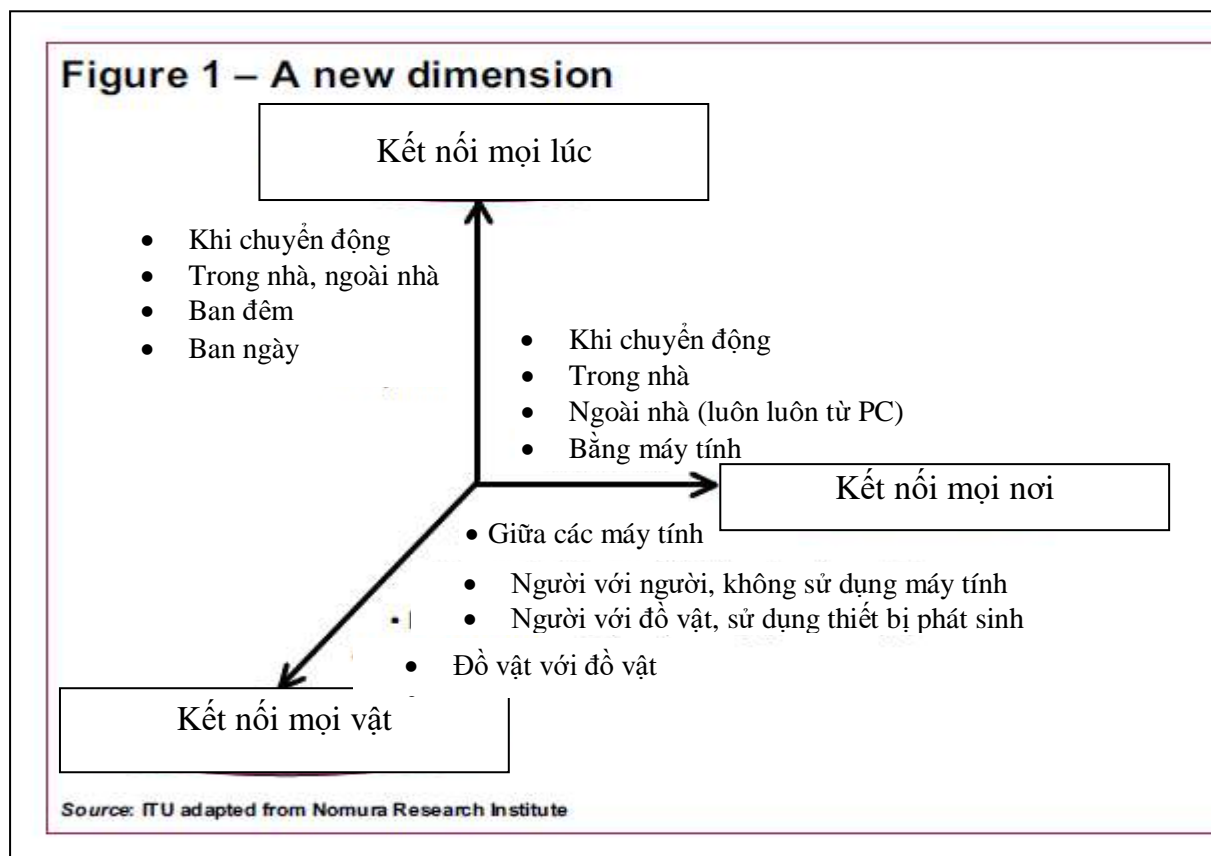 Figure 1 – A new dimension
Kết nối mọi lúc
• Khi chuyển động
• Trong nhà, ngoài nhà
• Ban đêm
• Ban ngày
• Khi chuyển động
• Trong nhà
• Ngoài nhà (luôn luôn từ PC)
• Bằng máy tính
Kết nối mọi nơi
• Giữa các máy tính
• Người với người, không sử dụng máy tính
• Người với đồ vật, sử dụng thiết bị phát sinh
• Đồ vật với đồ vật
Kết nối mọi vật
Source: ITU adapted from Nomura Research Institute